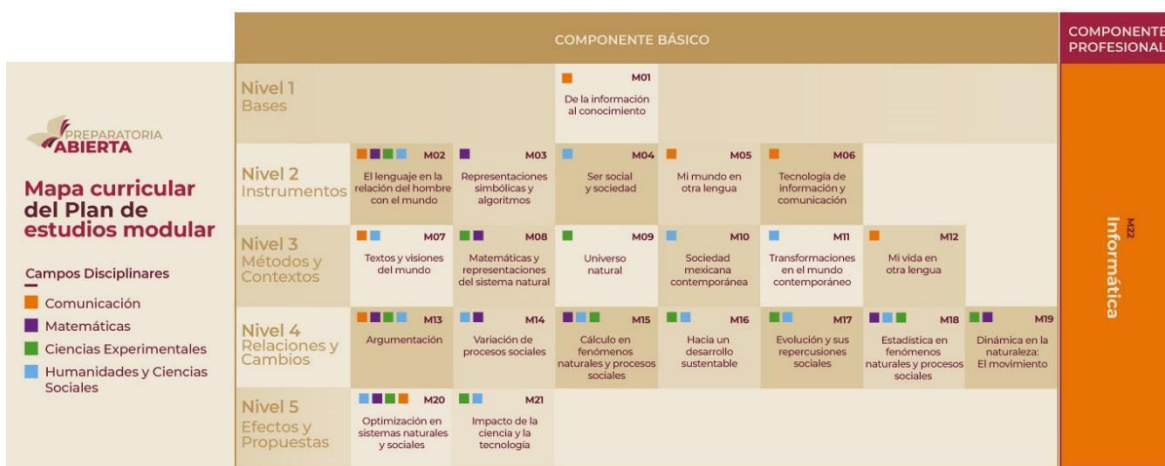 COMPONENTE BÁSICO
COMPONENTE
PROFESIONAL
PREPARATORIA
ABIERTA
Mapa curricular
del Plan de
estudios modular
Campos Disciplinares
Comunicación
Matemáticas
Ciencias Experimentales
Humanidades y Ciencias
Sociales
Nivel 1
Bases
M01
De la información
al conocimiento
Nivel 2
Instrumentos
M02
El lenguaje en la
relación del hombre
con el mundo
M03
Representaciones
simbólicas y
algoritmos
M04
Ser social
y sociedad
M05
Mi mundo en
otra lengua
M06
Tecnología de
información y
comunicación
Nivel 3
Métodos y
Contextos
M07
Textos y visiones
del mundo
M08
Matemáticas y
representaciones
del sistema natural
M09
Universo
natural
M10
Sociedad
mexicana
contemporánea
M11
Transformaciones
en el mundo
contemporáneo
M12
Mi vida en
otra lengua
Nivel 4
Relaciones y
Cambios
M13
Argumentación
M14
Variación de
procesos sociales
M15
Cálculo en
fenómenos
naturales y procesos
sociales
M16
Hacia un
desarrollo
sustentable
M17
Evolución y sus
repercusiones
sociales
M18
Estadística en
fenómenos
naturales y procesos
sociales
M19
Dinámica en la
naturaleza:
El movimiento
Nivel 5
Efectos y
Propuestas
M20
Optimización en
sistemas naturales
y sociales
M21
Impacto de la
ciencia y la
tecnología
M22
Informática